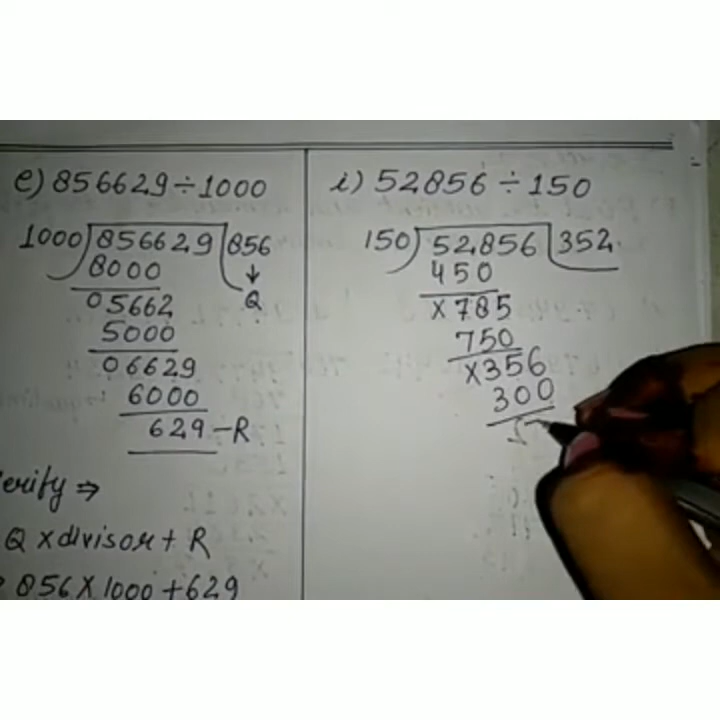 e) 856629÷1000
1000)856629(856
8000
↓
05662
Q
5000
06629
6000
629-R
erify ⇒
Q x divisor + R
856 X 1000 + 629
i) 52856÷150
150)52856(352
450
x785
750
x356
300
5